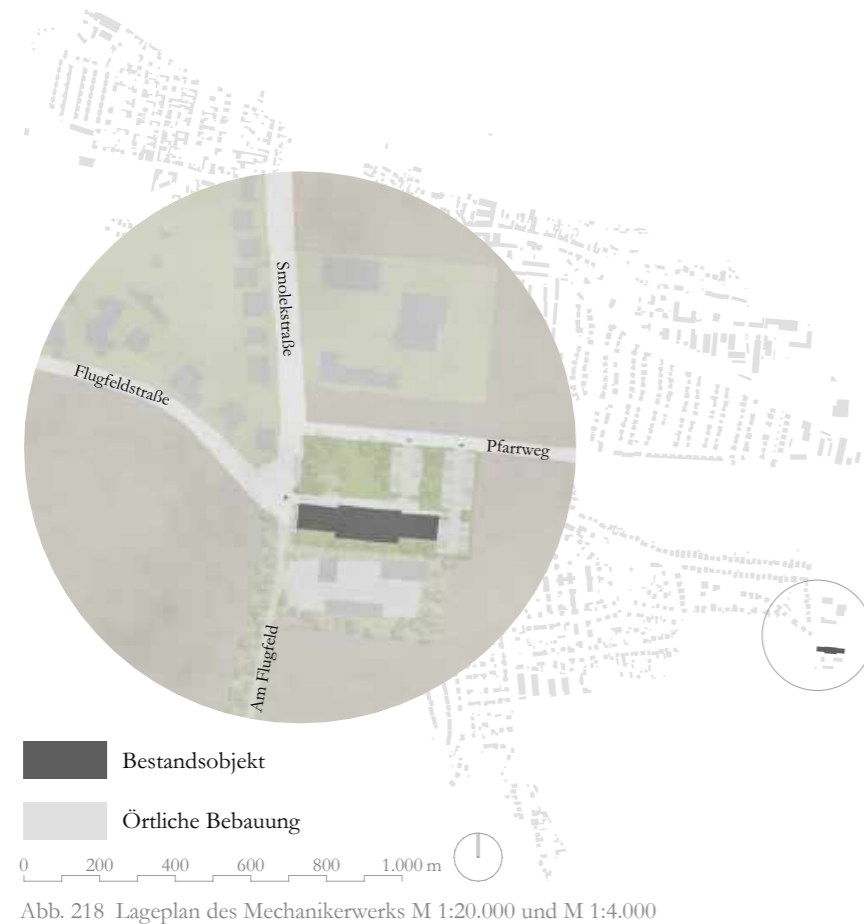 Smolekstraße
Flugfeldstraße
Pfarrweg
Am Flugfeld
Bestandsobjekt
Örtliche Bebauung
0 200 400 600 800 1.000 m
Abb. 218 Lageplan des Mechanikerwerks M 1:20.000 und M 1:4.000